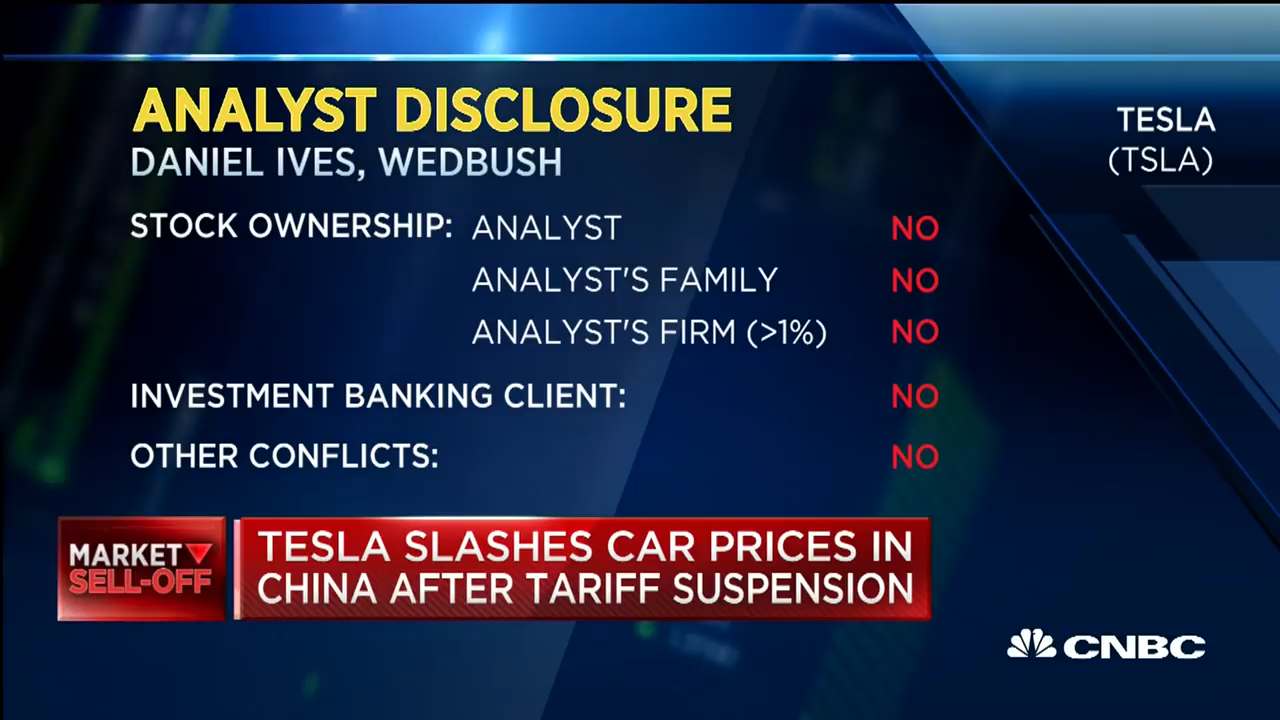 ANALYST DISCLOSURE
DANIEL IVES, WEDBUSH
TESLA
(TSLA)
STOCK OWNERSHIP: ANALYST NO
ANALYST'S FAMILY NO
ANALYST'S FIRM (>1%) NO
INVESTMENT BANKING CLIENT: NO
OTHER CONFLICTS: NO
MARKET
SELL-OFF
TESLA SLASHES CAR PRICES IN
CHINA AFTER TARIFF SUSPENSION
CNBC